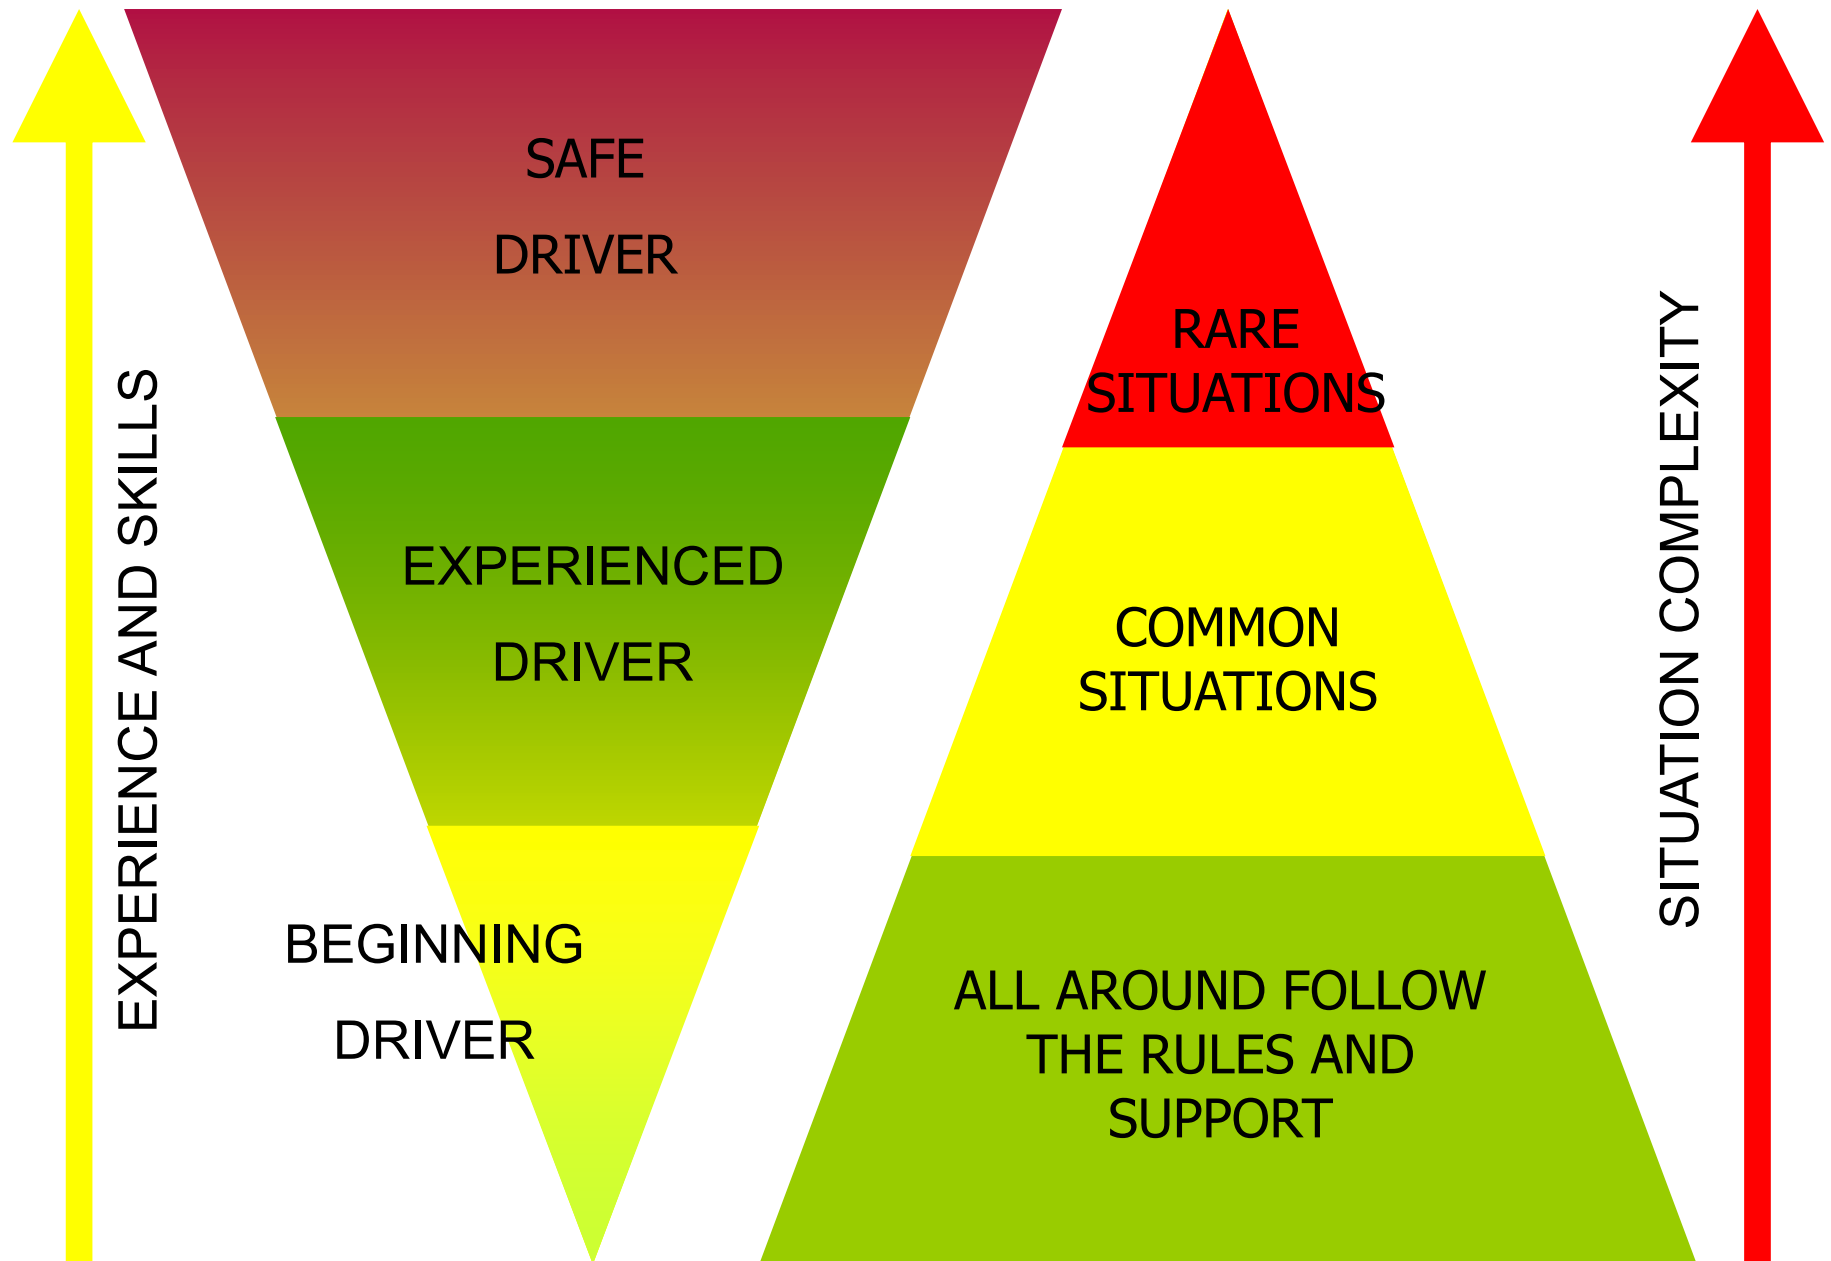 EXPERIENCE AND SKILLS
SAFE
DRIVER
EXPERIENCED
DRIVER
BEGINNING
DRIVER
RARE
SITUATIONS
COMMON
SITUATIONS
ALL AROUND FOLLOW
THE RULES AND
SUPPORT
SITUATION COMPLEXITY